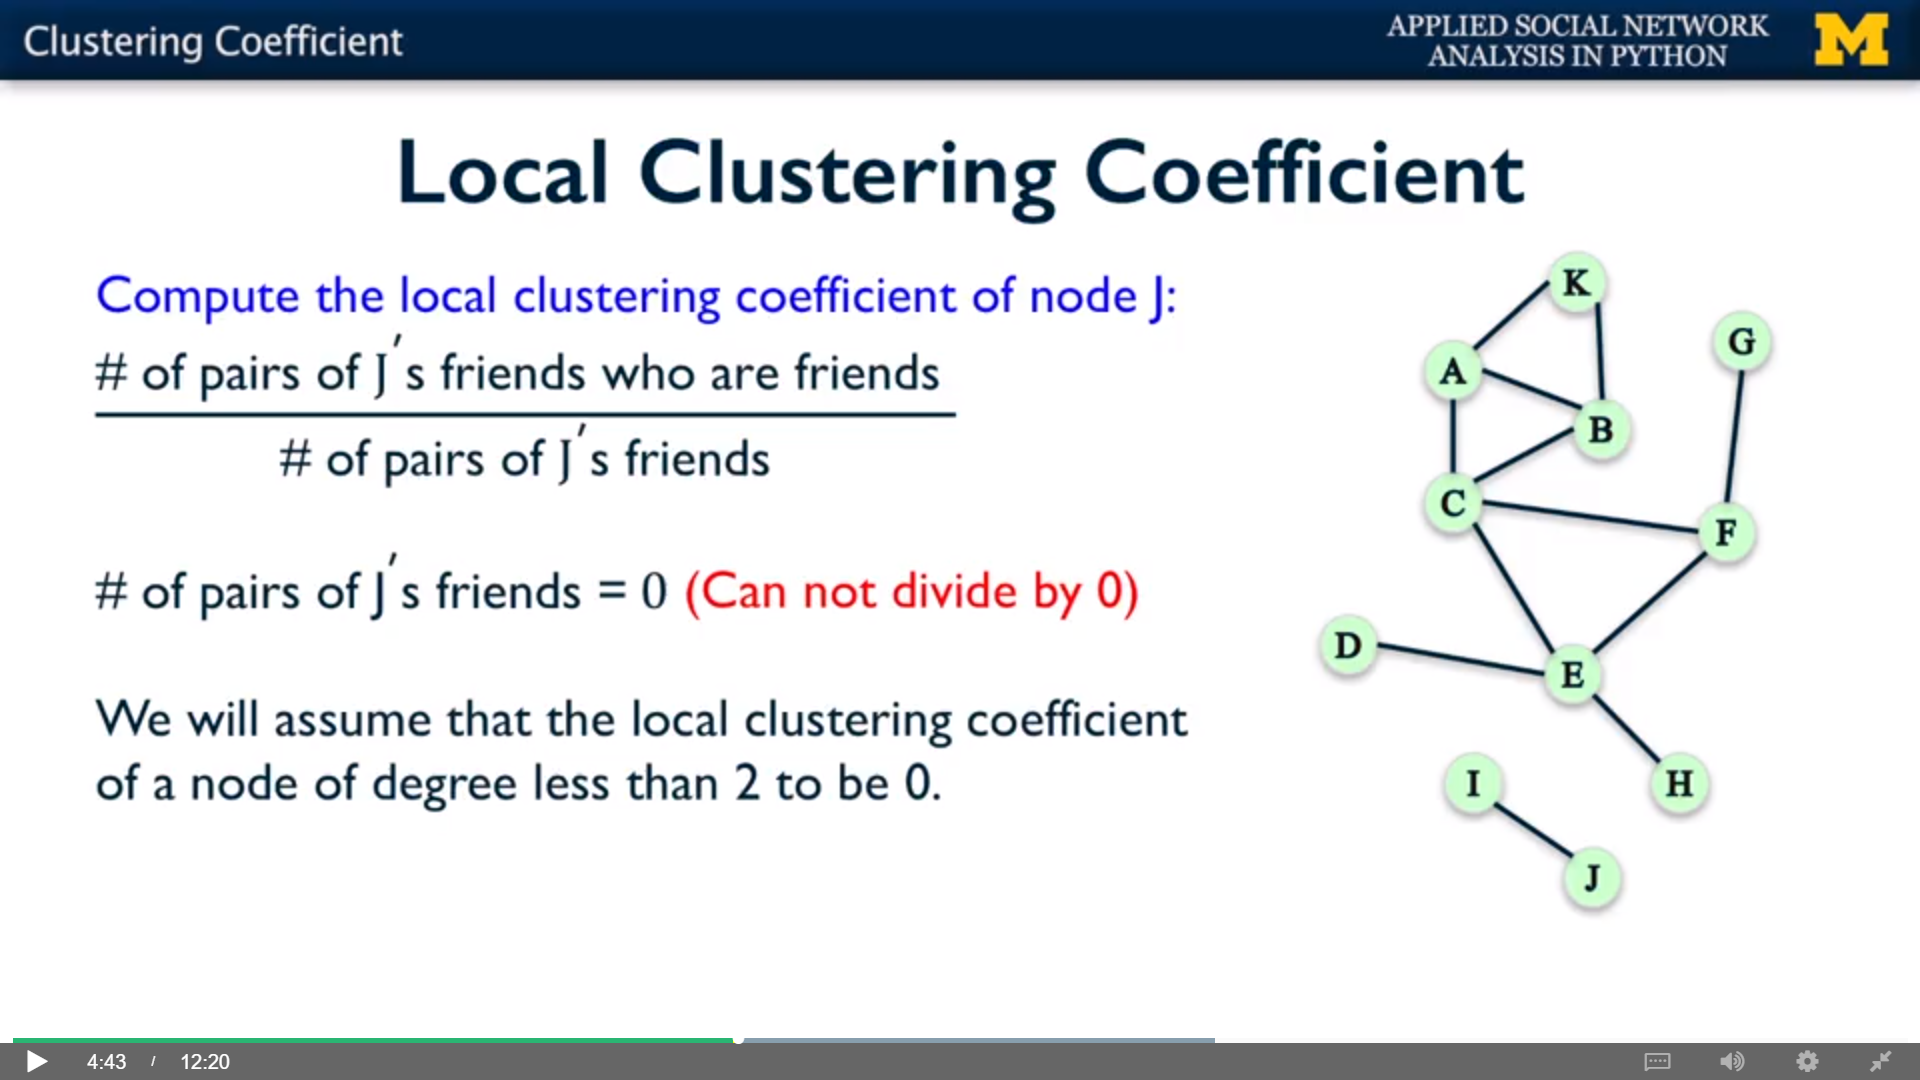 Clustering Coefficient
APPLIED SOCIAL NETWORK
ANALYSIS IN PYTHON
M
Local Clustering Coefficient
Compute the local clustering coefficient of node J:
# of pairs of J′s friends who are friends
# of pairs of J′s friends
# of pairs of J′s friends = 0 (Can not divide by 0)
We will assume that the local clustering coefficient
of a node of degree less than 2 to be 0.
K
G
A
B
C
F
D
E
I
H
J
4:43 / 12:20